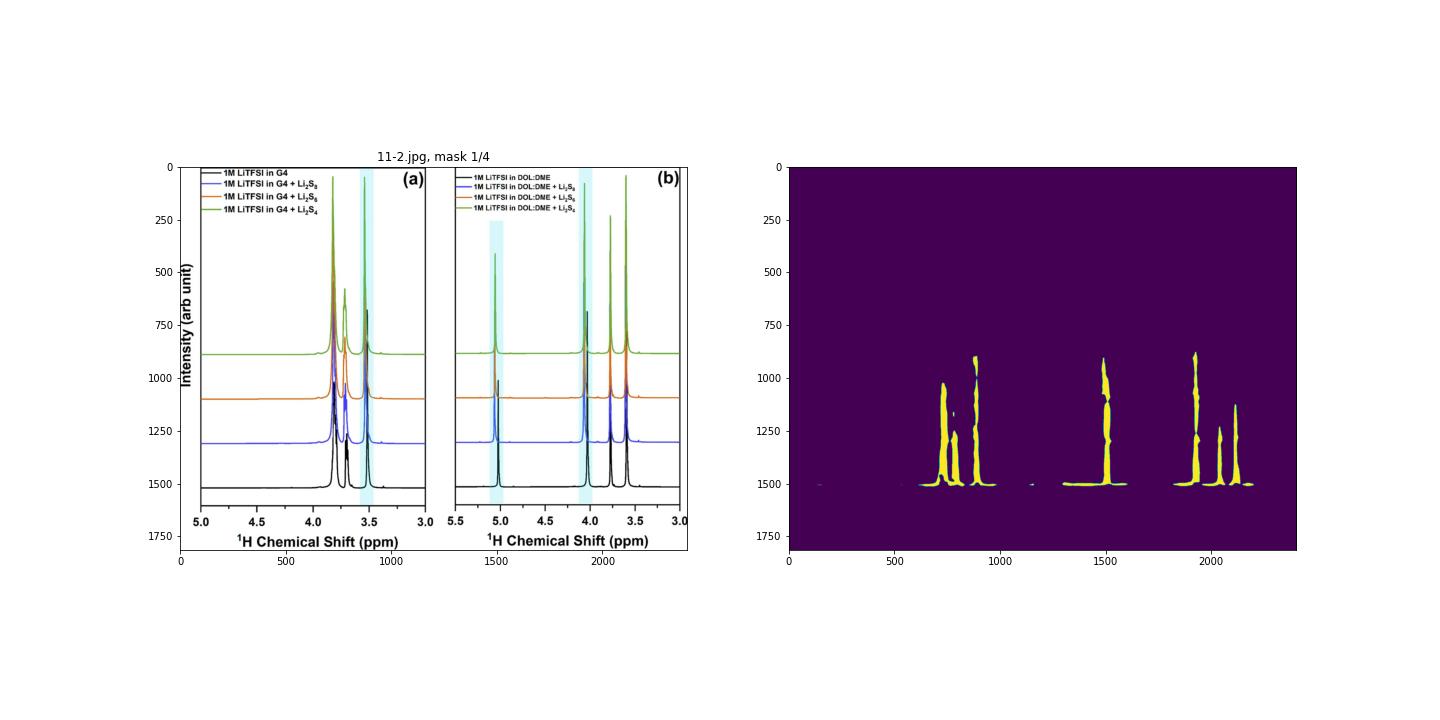 11-2.jpg, mask 1/4
0
250
500
750
1000
1250
1500
1750
0
500
1000
1500
2000
Intensity (arb unit)
1M LiTFSI in G4
1M LiTFSI in G4 + Li₂S₈
1M LiTFSI in G4 + Li₂S₆
1M LiTFSI in G4 + Li₂S₄
(a)
5.0 4.5 4.0 3.5 3.0
¹H Chemical Shift (ppm)
1M LiTFSI in DOL:DME
1M LiTFSI in DOL:DME + Li₂S₈
1M LiTFSI in DOL:DME + Li₂S₆
1M LiTFSI in DOL:DME + Li₂S₄
(b)
5.5 5.0 4.5 4.0 3.5 3.0
¹H Chemical Shift (ppm)
0
250
500
750
1000
1250
1500
1750
0
500
1000
1500
2000